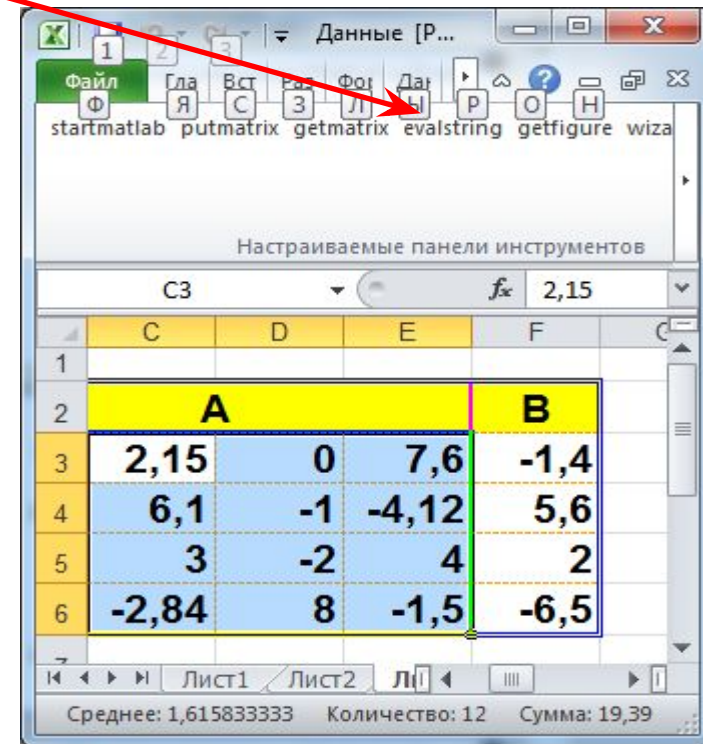 Данные [Р...
1 2 3
Файл Гла Вст Раз Фор Дан
Ф Я С З Л Ы Р О Н
startmatlab putmatrix getmatrix evalstring getfigure wiza
Настраиваемые панели инструментов
C3 fx 2,15
C D E F
1
2 A B
3 2,15 0 7,6 -1,4
4 6,1 -1 -4,12 5,6
5 3 -2 4 2
6 -2,84 8 -1,5 -6,5
Лист1 Лист2 Ли
Среднее: 1,615833333 Количество: 12 Сумма: 19,39